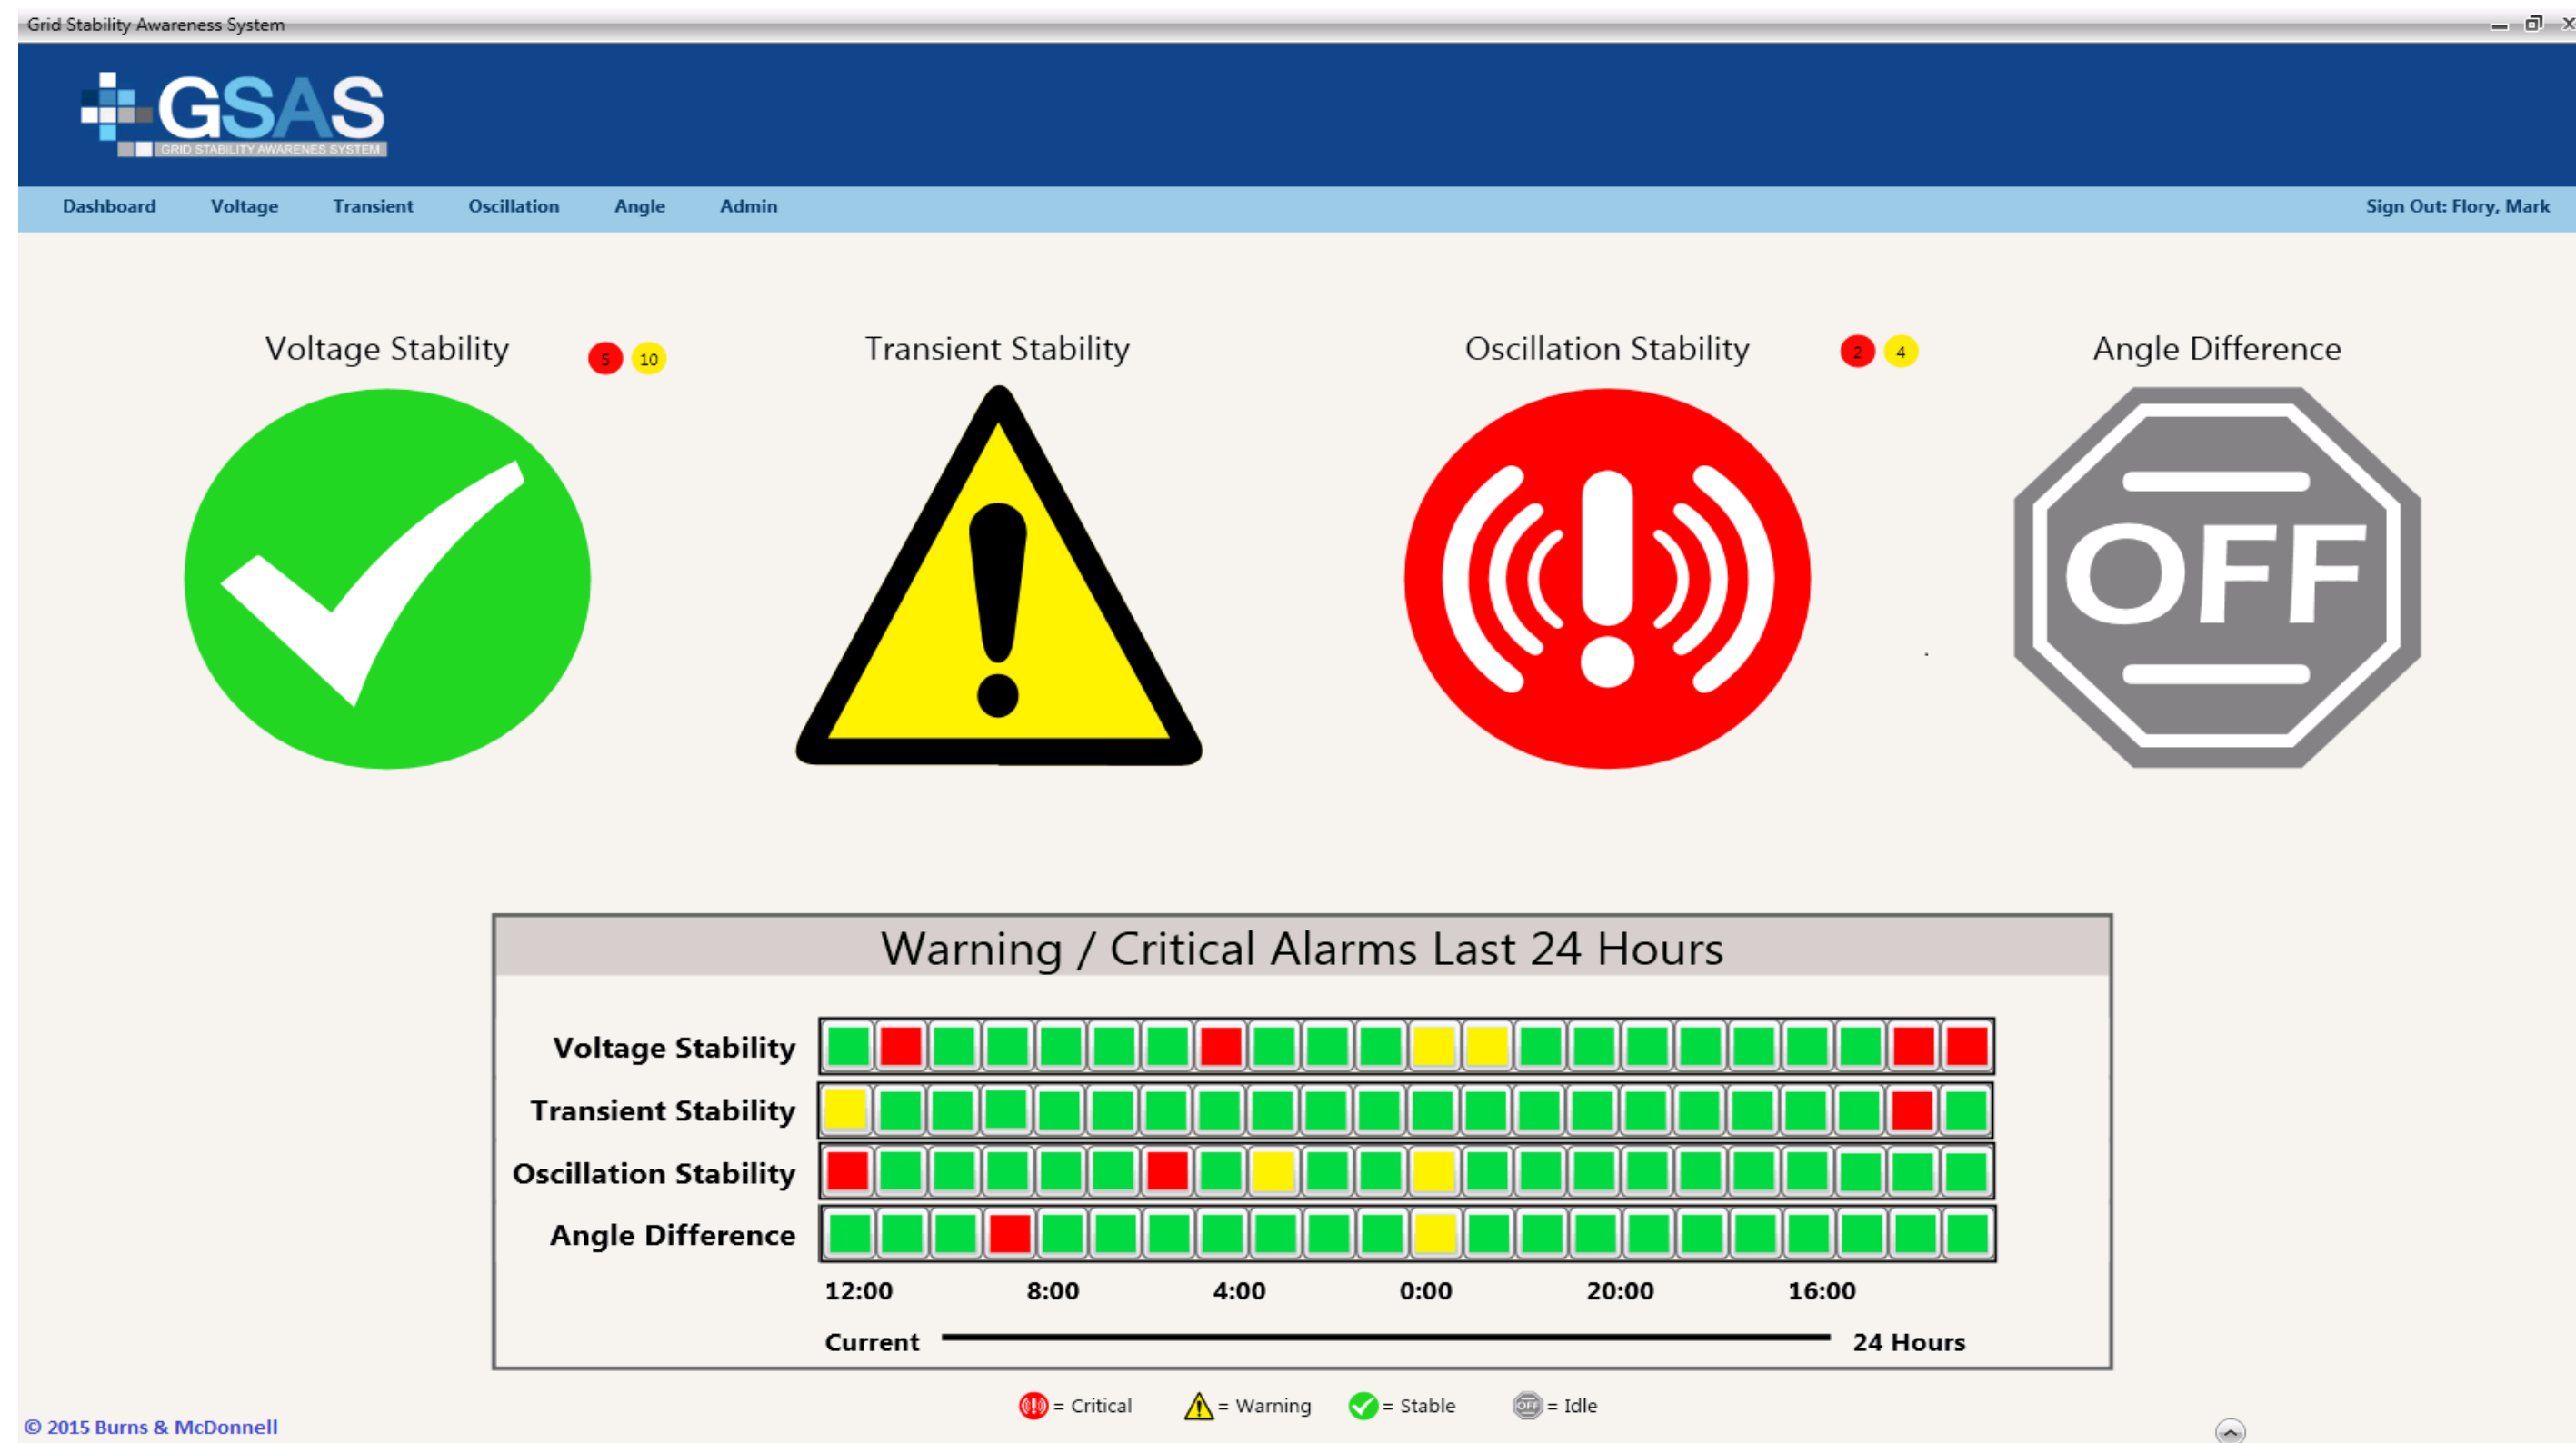 Grid Stability Awareness System
GSAS
GRID STABILITY AWARENES SYSTEM
Dashboard Voltage Transient Oscillation Angle Admin Sign Out: Flory, Mark
Voltage Stability 5 10 Transient Stability Oscillation Stability 2 4 Angle Difference
OFF
Warning / Critical Alarms Last 24 Hours
Voltage Stability
Transient Stability
Oscillation Stability
Angle Difference
12:00 8:00 4:00 0:00 20:00 16:00
Current 24 Hours
= Critical = Warning = Stable OFF = Idle
© 2015 Burns & McDonnell